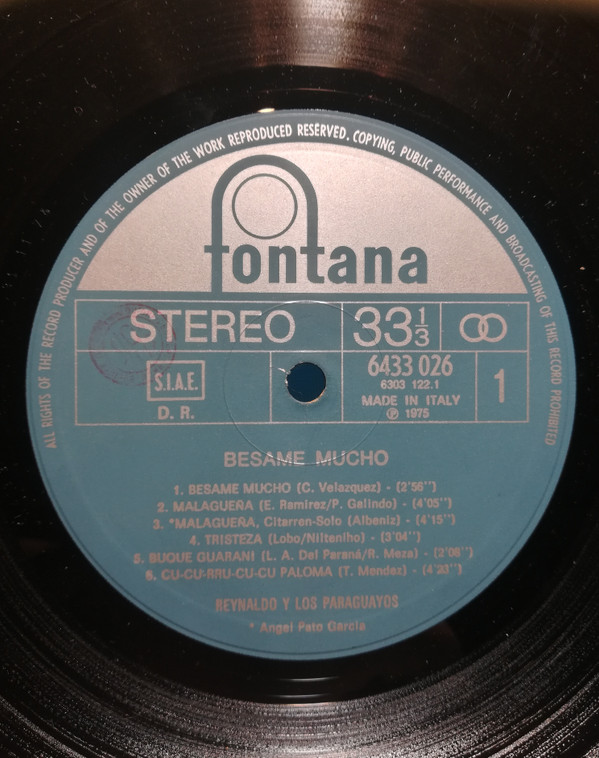 ALL RIGHTS OF THE RECORD PRODUCER AND OF THE OWNER OF THE WORK REPRODUCED RESERVED. COPYING, PUBLIC PERFORMANCE AND BROADCASTING OF THIS RECORD PROHIBITED
fontana
STEREO 33 1/3
S.I.A.E. 6433 026 1
6303 122.1
D. R. MADE IN ITALY
℗ 1975
BESAME MUCHO
1. BESAME MUCHO (C. Velazquez) - (2'56'')
2. MALAGUEÑA (E. Ramirez/P. Galindo) - (4'05'')
3. *MALAGUEÑA, Citarren-Solo (Albeniz) - (4'15'')
4. TRISTEZA (Lobo/Niltenlho) - (3'04'')
5. BUQUE GUARANI (L. A. Del Paraná/R. Meza) - (2'08'')
6. CU-CU-RRU-CU-CU PALOMA (T. Mendez) - (4'23'')
REYNALDO Y LOS PARAGUAYOS
* Angel Pato Garcia